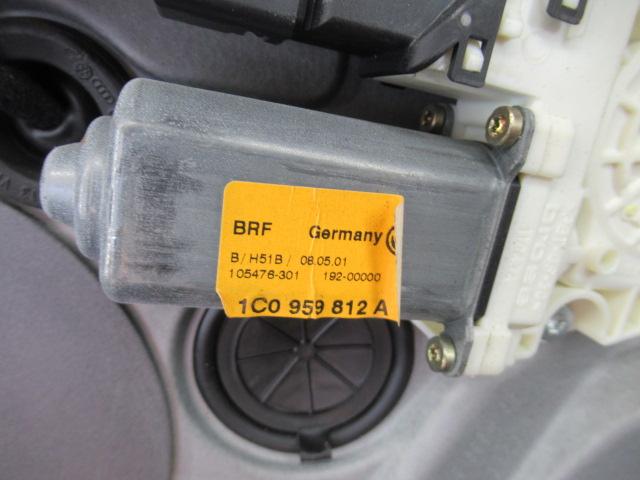 BRF Germany
B/H51B/ 08.05.01
105476-301 192-00000
1C0 959 812 A